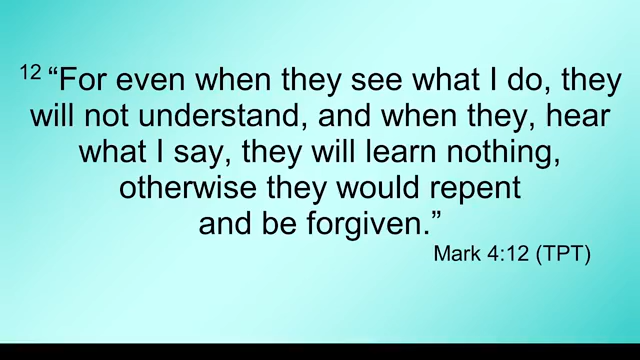 12 “For even when they see what I do, they
will not understand, and when they, hear
what I say, they will learn nothing,
otherwise they would repent
and be forgiven.”
Mark 4:12 (TPT)